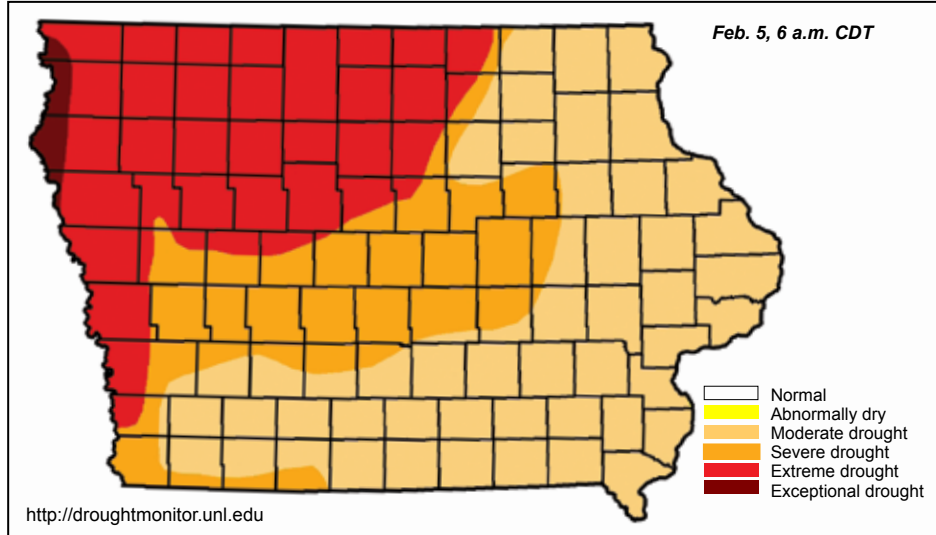 Feb. 5, 6 a.m. CDT
Normal
Abnormally dry
Moderate drought
Severe drought
Extreme drought
Exceptional drought
http://droughtmonitor.unl.edu